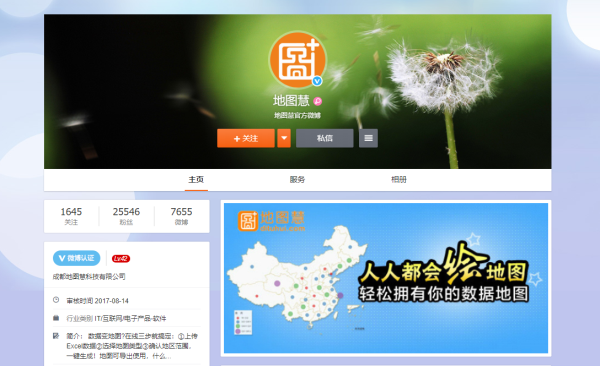 地图慧
地图慧官方微博
+ 关注
私信
主页
服务
相册
1645
关注
25546
粉丝
7655
微博
微博认证
Lv.42
成都地图慧科技有限公司
审核时间 2017-08-14
行业类别 IT/互联网/电子产品-软件
简介： 数据变地图?在线三步就搞定：①上传
Excel数据②选择地图类型③确认地区范围，
一键生成！地图可导出使用，什么...
地图慧
人人都会绘地图
轻松拥有你的数据地图